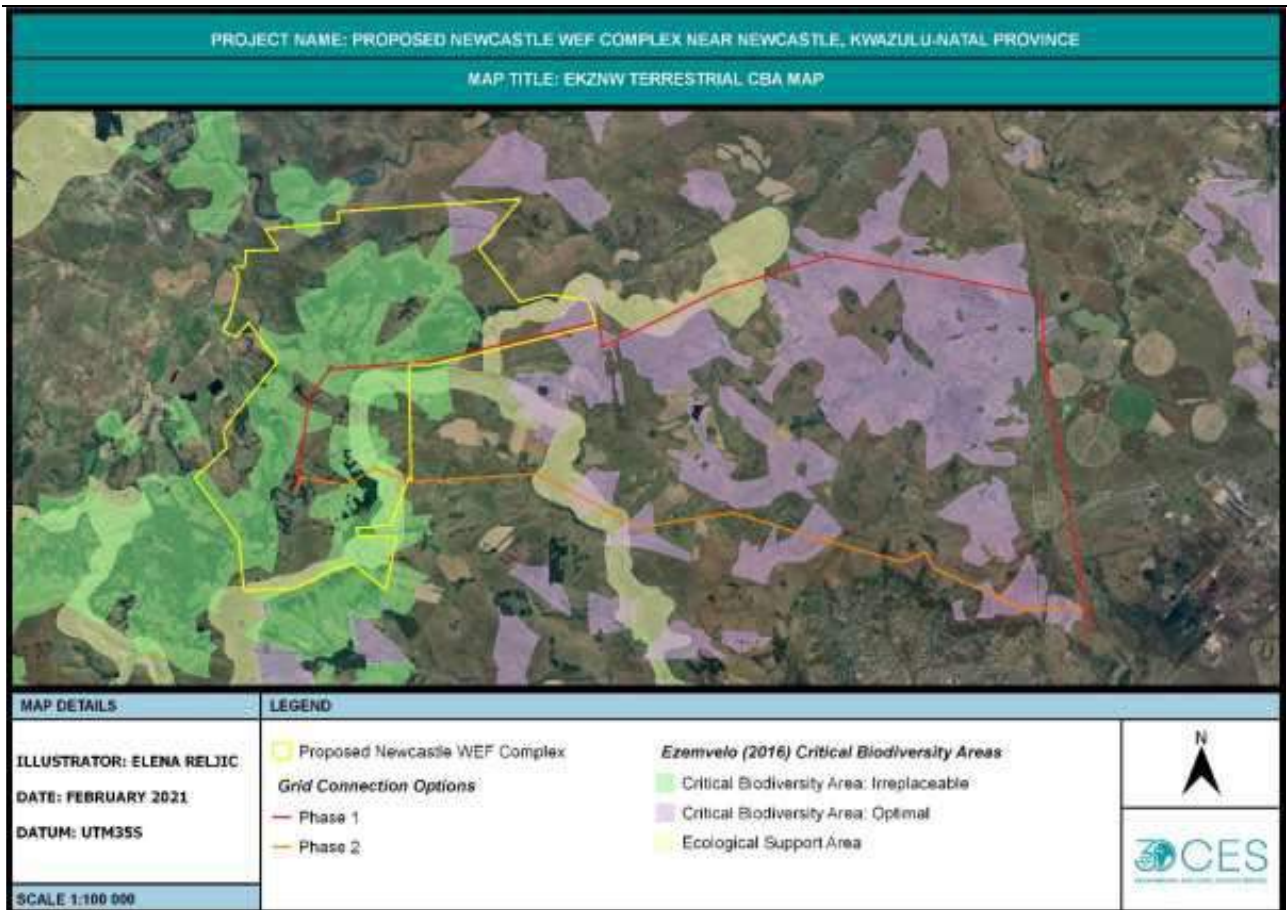 PROJECT NAME: PROPOSED NEWCASTLE WEF COMPLEX NEAR NEWCASTLE, KWAZULU-NATAL PROVINCE
MAP TITLE: EKZNW TERRESTRIAL CBA MAP
MAP DETAILS
ILLUSTRATOR: ELENA RELJIC
DATE: FEBRUARY 2021
DATUM: UTM35S
SCALE 1:100 000
LEGEND
Proposed Newcastle WEF Complex
Grid Connection Options
Phase 1
Phase 2
Ezemvelo (2016) Critical Biodiversity Areas
Critical Biodiversity Area: Irreplaceable
Critical Biodiversity Area: Optimal
Ecological Support Area
N
30 CES